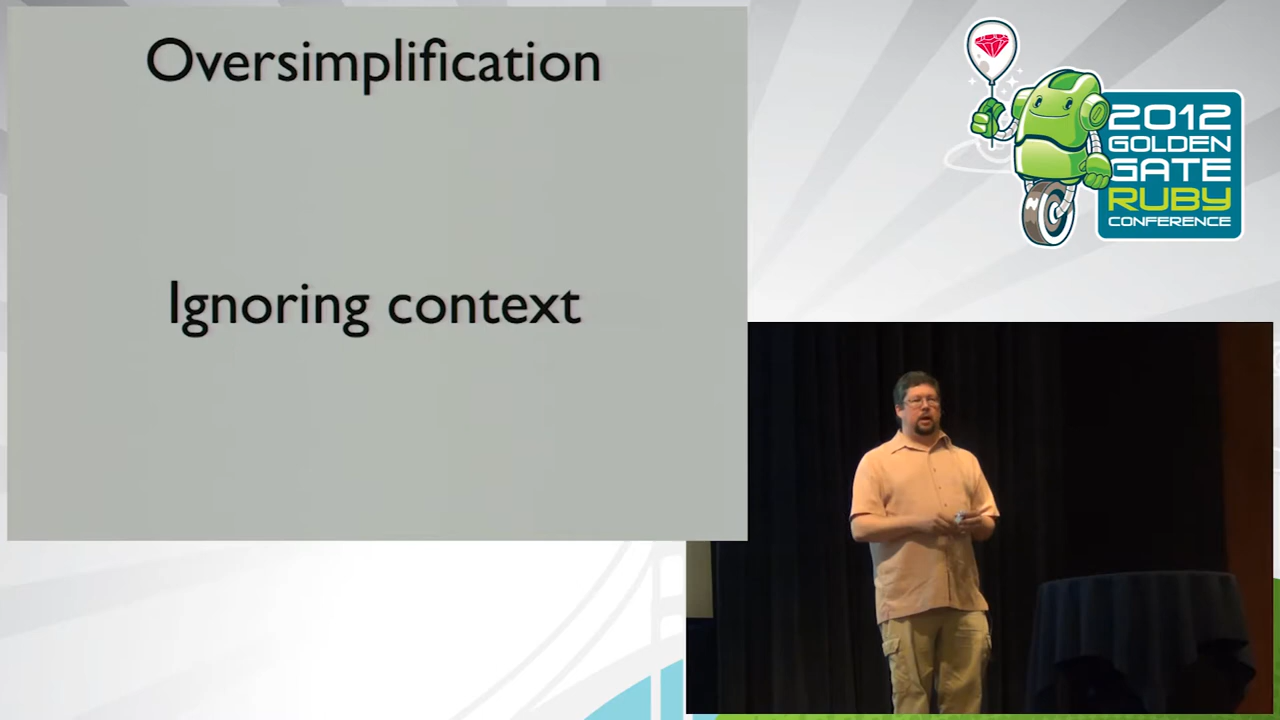 Oversimplification
Ignoring context
2012
GOLDEN
GATE
RUBY
CONFERENCE